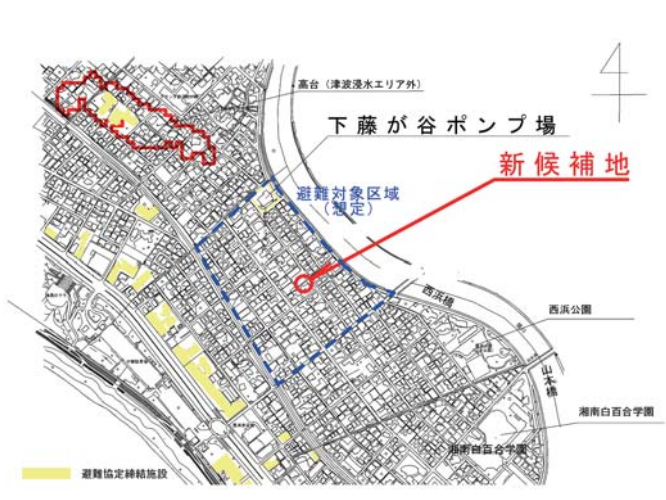 高台（津波浸水エリア外）
下藤が谷ポンプ場
新候補地
避難対象区域
（想定）
西浜橋
西浜公園
山本橋
湘南白百合学園
湘南白百合学園
避難協定締結施設